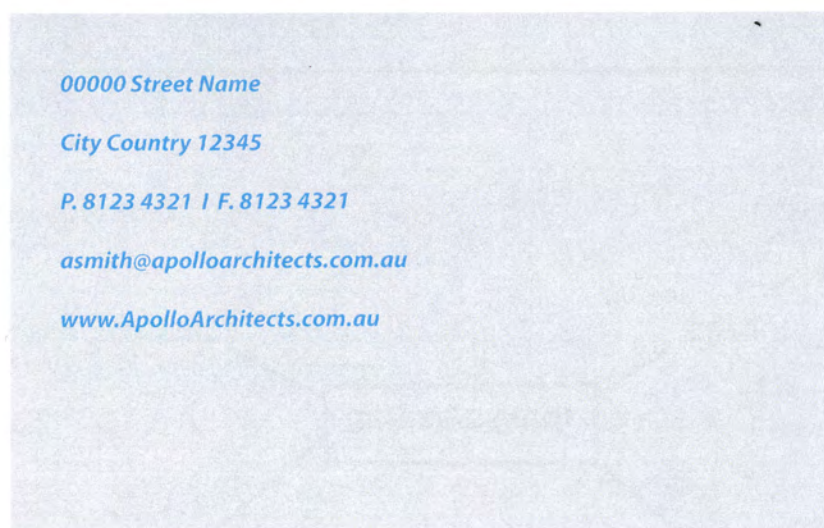 00000 Street Name
City Country 12345
P. 8123 4321 I F. 8123 4321
asmith@apolloarchitects.com.au
www.ApolloArchitects.com.au